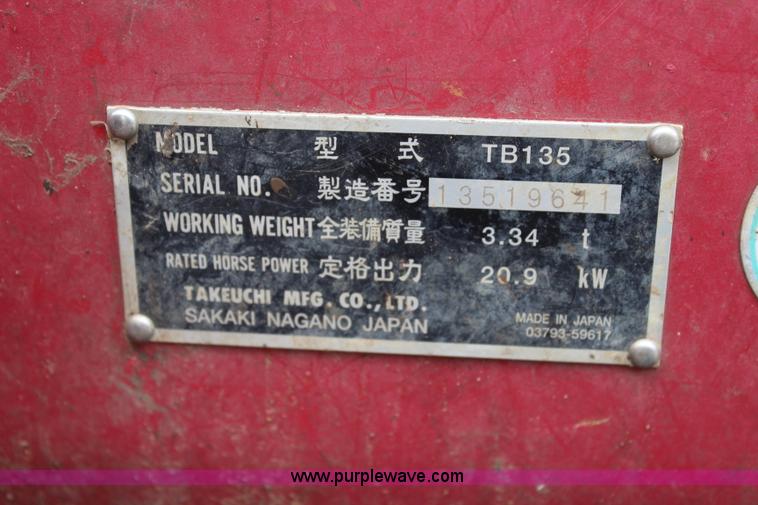 MODEL 型式 TB135
SERIAL NO. 製造番号 13519641
WORKING WEIGHT 全装備質量 3.34 t
RATED HORSE POWER 定格出力 20.9 kW
TAKEUCHI MFG. CO., LTD.
SAKAKI NAGANO JAPAN
MADE IN JAPAN
03793-59617
www.purplewave.com